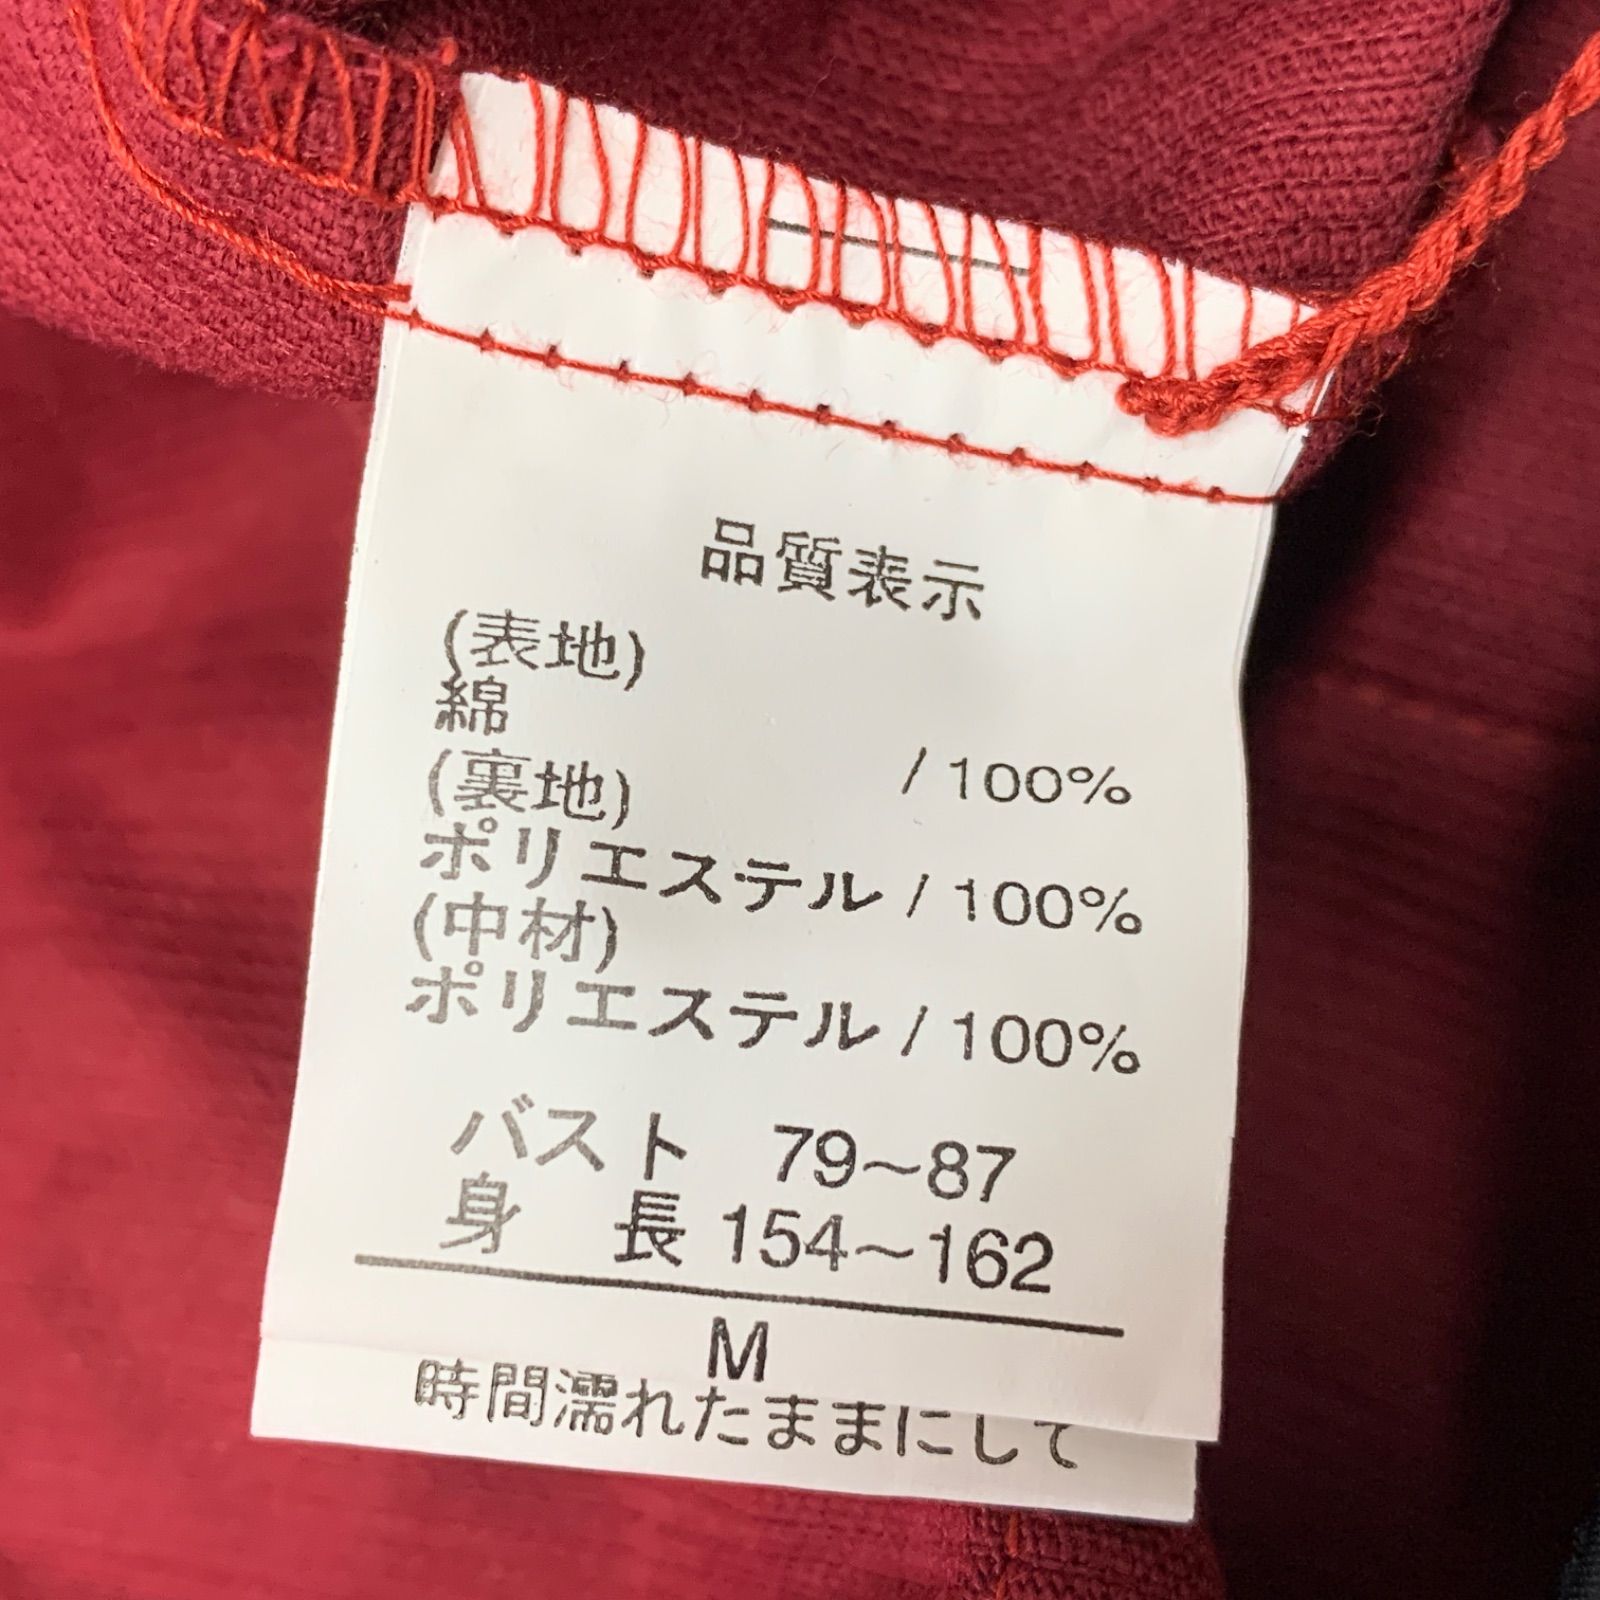 品質表示
(表地)
綿 /100%
(裏地)
ポリエステル/100%
(中材)
ポリエステル/100%
バスト 79~87
身 長 154~162
M
時間濡れたままにして